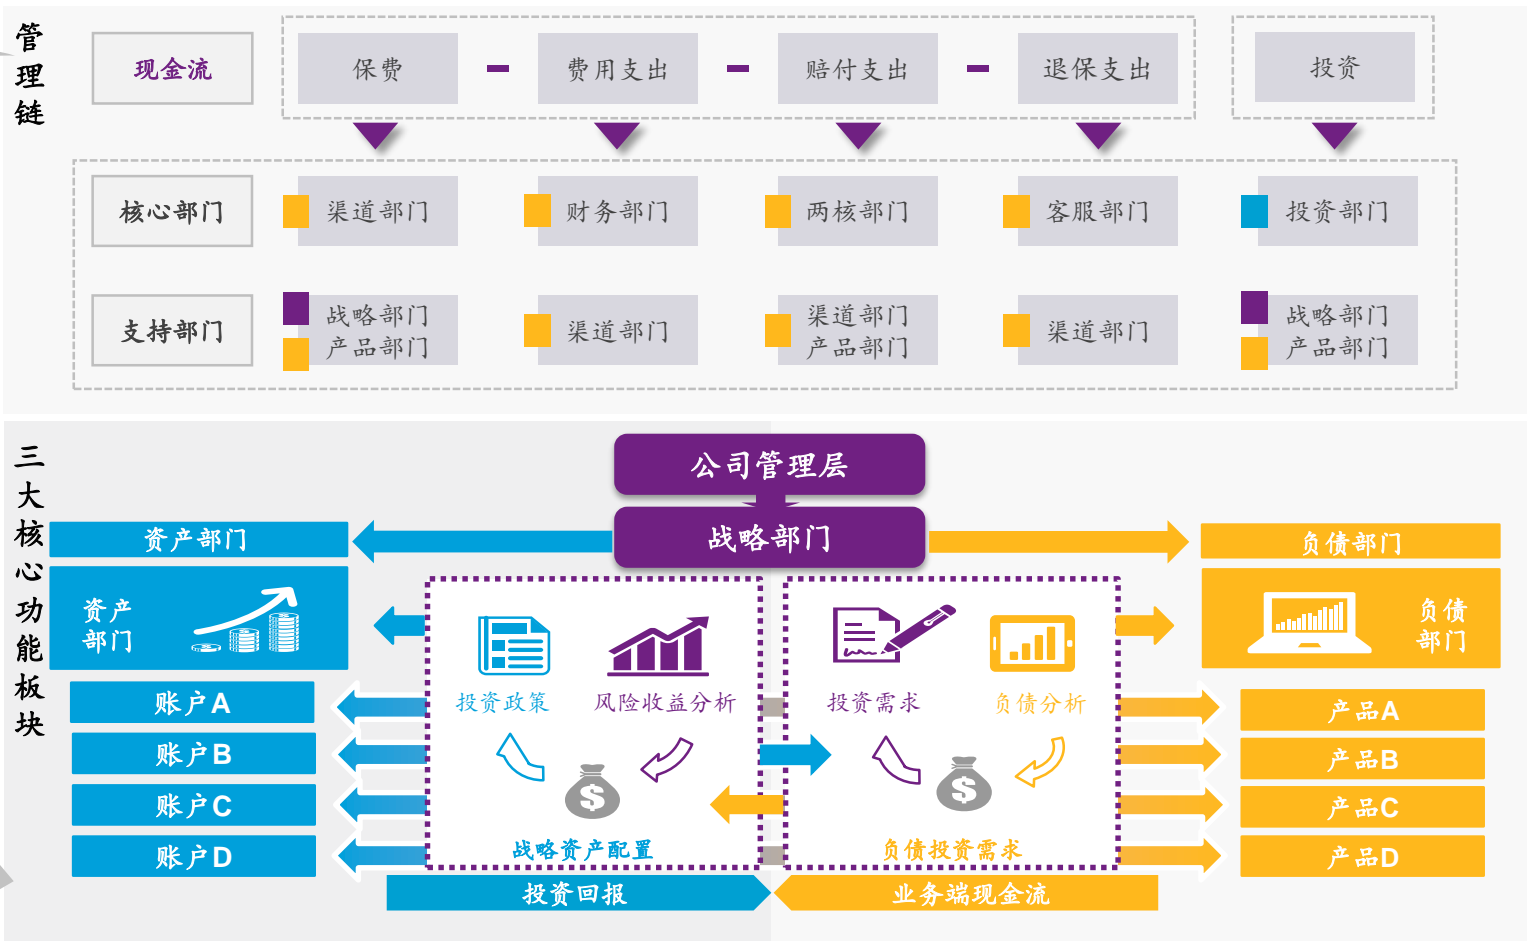 管理链
现金流
保费
费用支出
赔付支出
退保支出
投资
核心部门
渠道部门
财务部门
两核部门
客服部门
投资部门
支持部门
战略部门
产品部门
渠道部门
渠道部门
产品部门
渠道部门
战略部门
产品部门
三大核心功能板块
公司管理层
战略部门
资产部门
负债部门
资产
部门
负债
部门
投资政策
风险收益分析
投资需求
负债分析
账户A
账户B
账户C
账户D
$
$
产品A
产品B
产品C
产品D
战略资产配置
负债投资需求
投资回报
业务端现金流